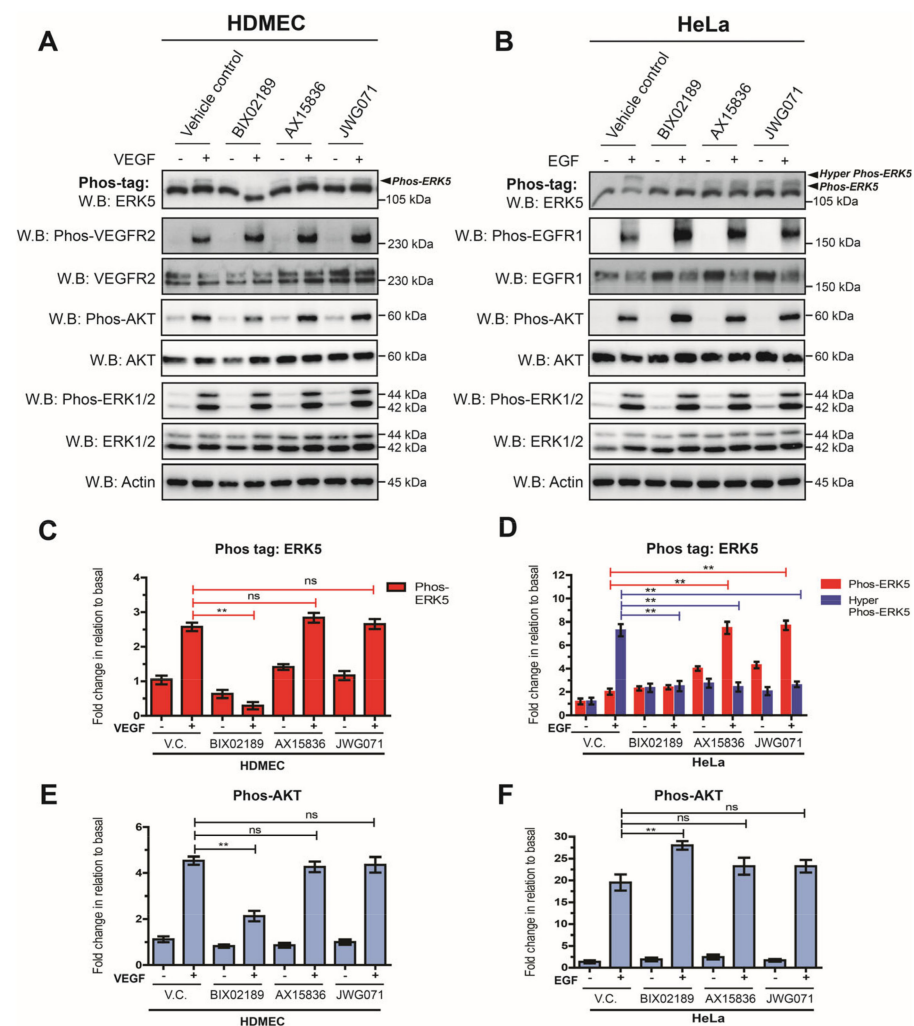 HDMEC
A
Vehicle control
BIX02189
AX15836
JWG071
VEGF - + - + - + - +
Phos-tag:
W.B: ERK5
Phos-ERK5
105 kDa
W.B: Phos-VEGFR2
230 kDa
W.B: VEGFR2
230 kDa
W.B: Phos-AKT
60 kDa
W.B: AKT
60 kDa
W.B: Phos-ERK1/2
44 kDa
42 kDa
W.B: ERK1/2
44 kDa
42 kDa
W.B: Actin
45 kDa
HeLa
B
Vehicle control
BIX02189
AX15836
JWG071
EGF - + - + - + - +
Phos-tag:
W.B: ERK5
Hyper Phos-ERK5
Phos-ERK5
105 kDa
W.B: Phos-EGFR1
150 kDa
W.B: EGFR1
150 kDa
W.B: Phos-AKT
60 kDa
W.B: AKT
60 kDa
W.B: Phos-ERK1/2
44 kDa
42 kDa
W.B: ERK1/2
44 kDa
42 kDa
W.B: Actin
45 kDa
C
Phos tag: ERK5
Fold change in relation to basal
4
3
2
1
0
ns
ns
**
Phos-
ERK5
VEGF - + - + - + - +
V.C. BIX02189 AX15836 JWG071
HDMEC
D
Phos tag: ERK5
Fold change in relation to basal
12
10
8
6
4
2
0
**
**
**
**
**
Phos-ERK5
Hyper
Phos-ERK5
EGF - + - + - + - +
V.C. BIX02189 AX15836 JWG071
HeLa
E
Phos-AKT
Fold change in relation to basal
6
4
2
0
ns
ns
**
VEGF - + - + - + - +
V.C. BIX02189 AX15836 JWG071
HDMEC
F
Phos-AKT
Fold change in relation to basal
30
25
20
15
10
5
0
ns
ns
**
EGF - + - + - + - +
V.C. BIX02189 AX15836 JWG071
HeLa